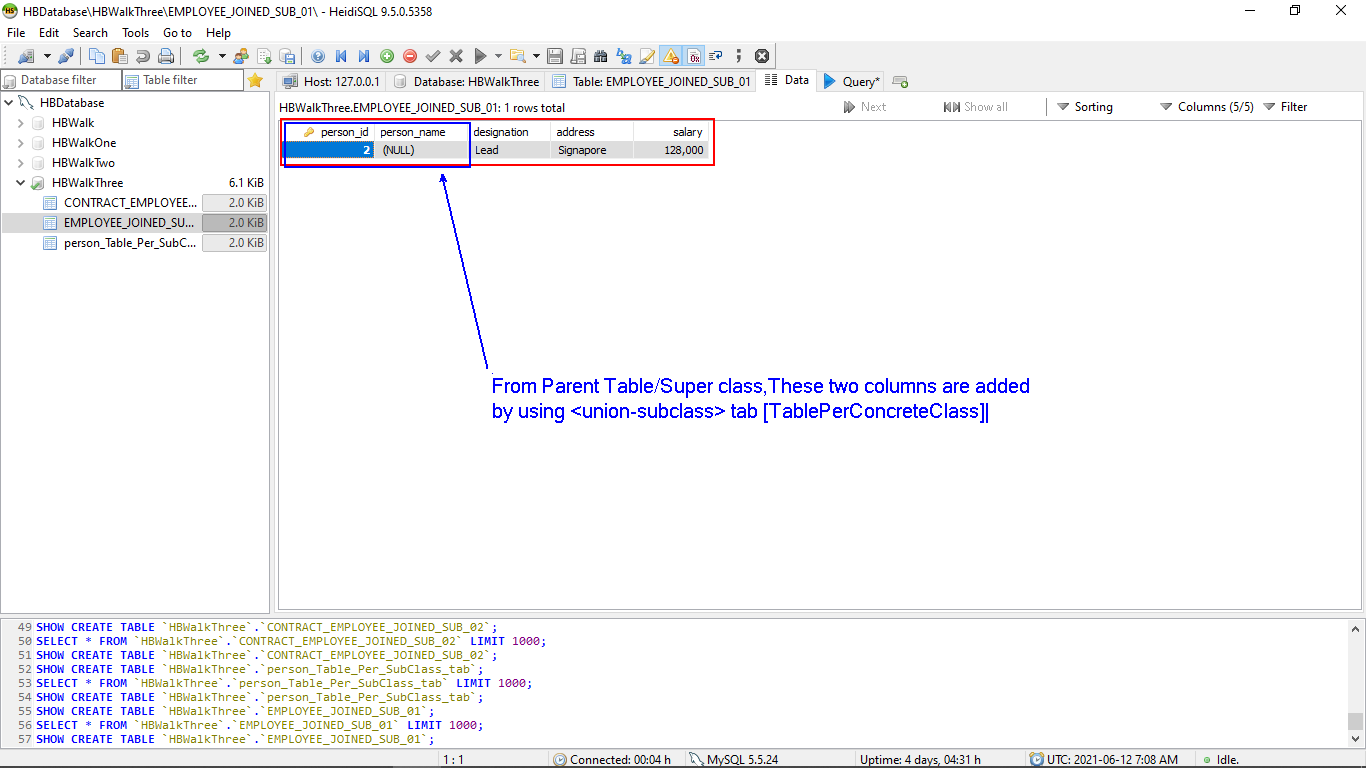 HBDatabase\HBWalkThree\EMPLOYEE_JOINED_SUB_01\ - HeidiSQL 9.5.0.5358
File Edit Search Tools Go to Help
Database filter Table filter Host: 127.0.0.1 Database: HBWalkThree Table: EMPLOYEE_JOINED_SUB_01 Data Query*
HBDatabase
HBWalk
HBWalkOne
HBWalkTwo
HBWalkThree 6.1 KiB
CONTRACT_EMPLOYEE... 2.0 KiB
EMPLOYEE_JOINED_SU... 2.0 KiB
person_Table_Per_SubC... 2.0 KiB
HBWalkThree.EMPLOYEE_JOINED_SUB_01: 1 rows total Next Show all Sorting Columns (5/5) Filter
person_id person_name designation address salary
2 (NULL) Lead Signapore 128,000
From Parent Table/Super class,These two columns are added
by using <union-subclass> tab [TablePerConcreteClass]
49 SHOW CREATE TABLE `HBWalkThree`.`CONTRACT_EMPLOYEE_JOINED_SUB_02`;
50 SELECT * FROM `HBWalkThree`.`CONTRACT_EMPLOYEE_JOINED_SUB_02` LIMIT 1000;
51 SHOW CREATE TABLE `HBWalkThree`.`CONTRACT_EMPLOYEE_JOINED_SUB_02`;
52 SHOW CREATE TABLE `HBWalkThree`.`person_Table_Per_SubClass_tab`;
53 SELECT * FROM `HBWalkThree`.`person_Table_Per_SubClass_tab` LIMIT 1000;
54 SHOW CREATE TABLE `HBWalkThree`.`person_Table_Per_SubClass_tab`;
55 SHOW CREATE TABLE `HBWalkThree`.`EMPLOYEE_JOINED_SUB_01`;
56 SELECT * FROM `HBWalkThree`.`EMPLOYEE_JOINED_SUB_01` LIMIT 1000;
57 SHOW CREATE TABLE `HBWalkThree`.`EMPLOYEE_JOINED_SUB_01`;
1 : 1 Connected: 00:04 h MySQL 5.5.24 Uptime: 4 days, 04:31 h UTC: 2021-06-12 7:08 AM Idle.